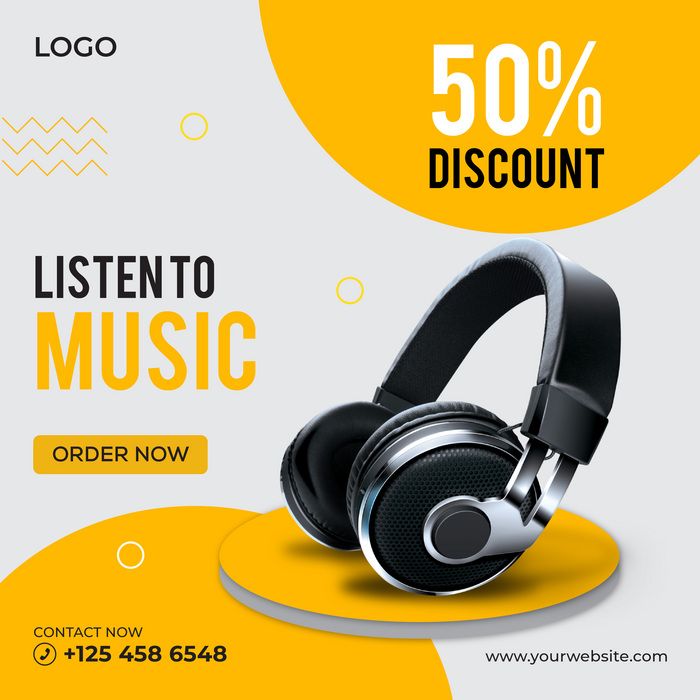 LOGO
50%
DISCOUNT
LISTEN TO
MUSIC
ORDER NOW
CONTACT NOW
+125 458 6548
www.yourwebsite.com